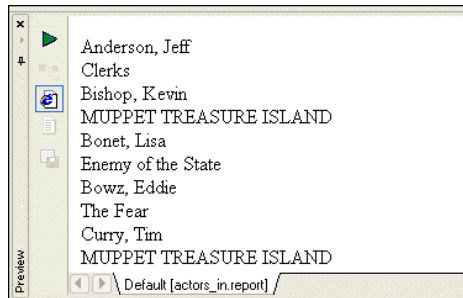 Anderson, Jeff
Clerks
Bishop, Kevin
MUPPET TREASURE ISLAND
Bonet, Lisa
Enemy of the State
Bowz, Eddie
The Fear
Curry, Tim
MUPPET TREASURE ISLAND
Preview
Default [actors_in.report]